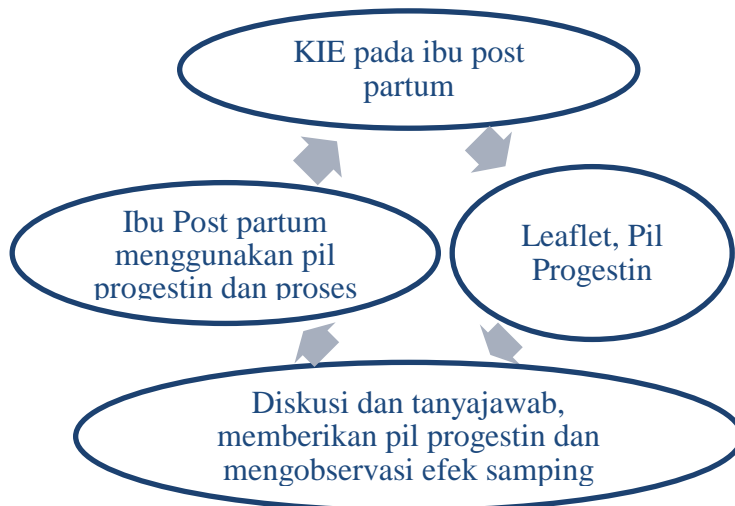 KIE pada ibu post
partum
Leaflet, Pil
Progestin
Diskusi dan tanyajawab,
memberikan pil progestin dan
mengobservasi efek samping
Ibu Post partum
menggunakan pil
progestin dan proses